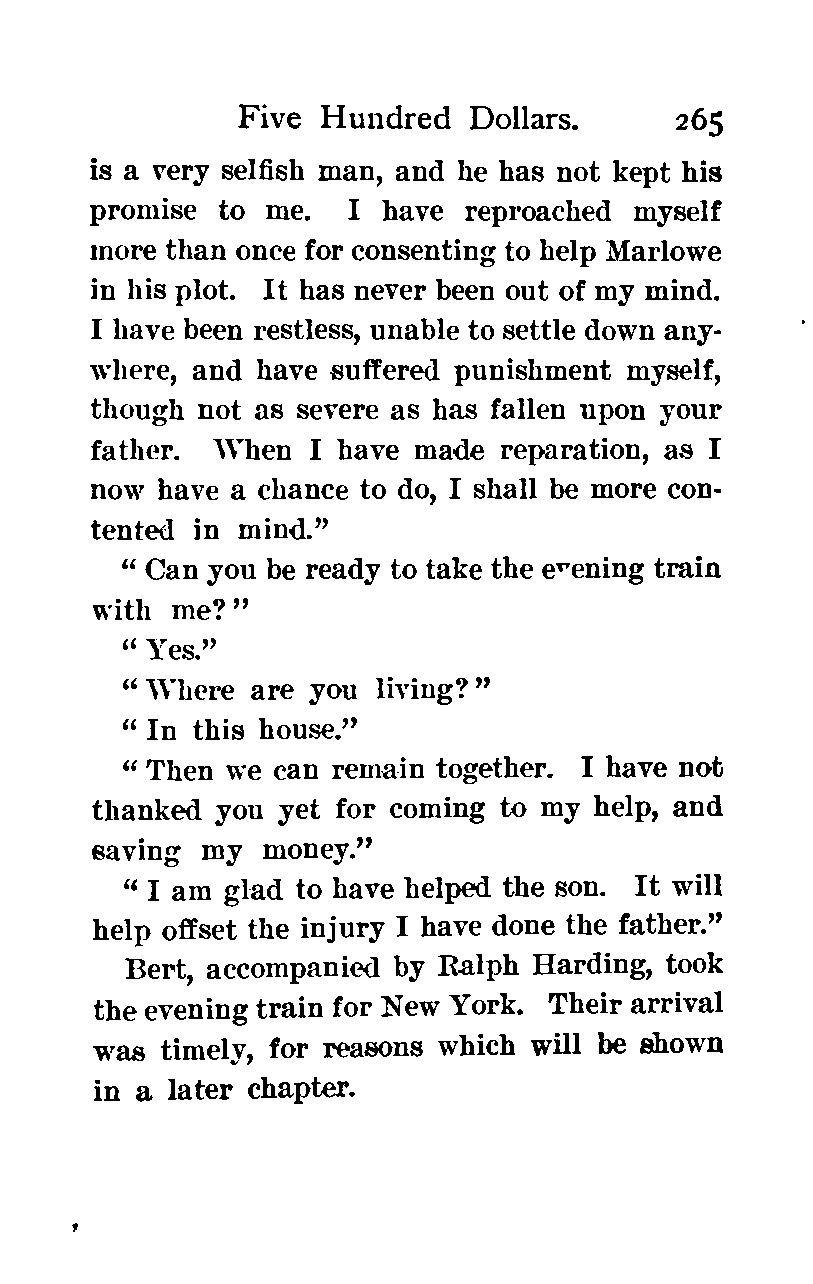 Five Hundred Dollars. 265
is a very selfish man, and he has not kept his
promise to me. I have reproached myself
more than once for consenting to help Marlowe
in his plot. It has never been out of my mind.
I have been restless, unable to settle down any-
where, and have suffered punishment myself,
though not as severe as has fallen upon your
father. When I have made reparation, as I
now have a chance to do, I shall be more con-
tented in mind.”
“ Can you be ready to take the evening train
with me? ”
“ Yes.”
“ Where are you living? ”
“ In this house.”
“ Then we can remain together. I have not
thanked you yet for coming to my help, and
saving my money.”
“ I am glad to have helped the son. It will
help offset the injury I have done the father.”
Bert, accompanied by Ralph Harding, took
the evening train for New York. Their arrival
was timely, for reasons which will be shown
in a later chapter.